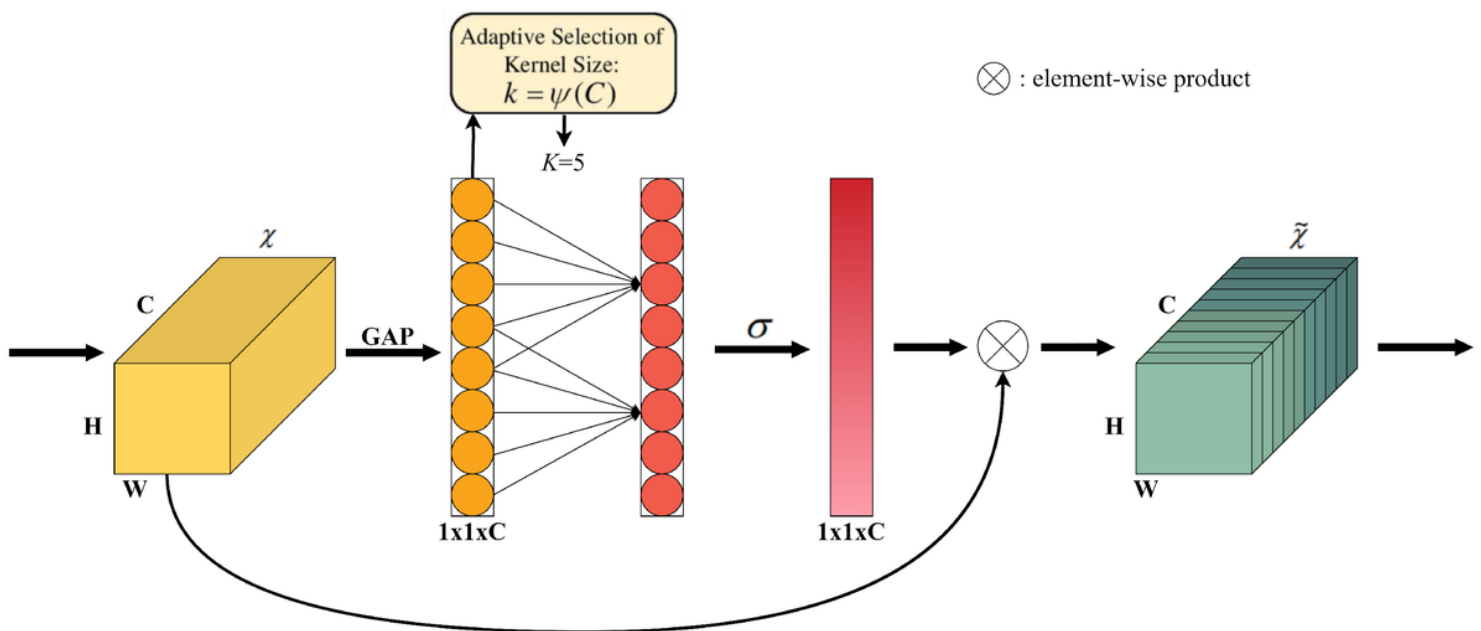 Adaptive Selection of
Kernel Size:
k = ψ(C)
⊗ : element-wise product
K=5
χ
χ̃
C
C
GAP
σ
H
H
W
W
1x1xC
1x1xC